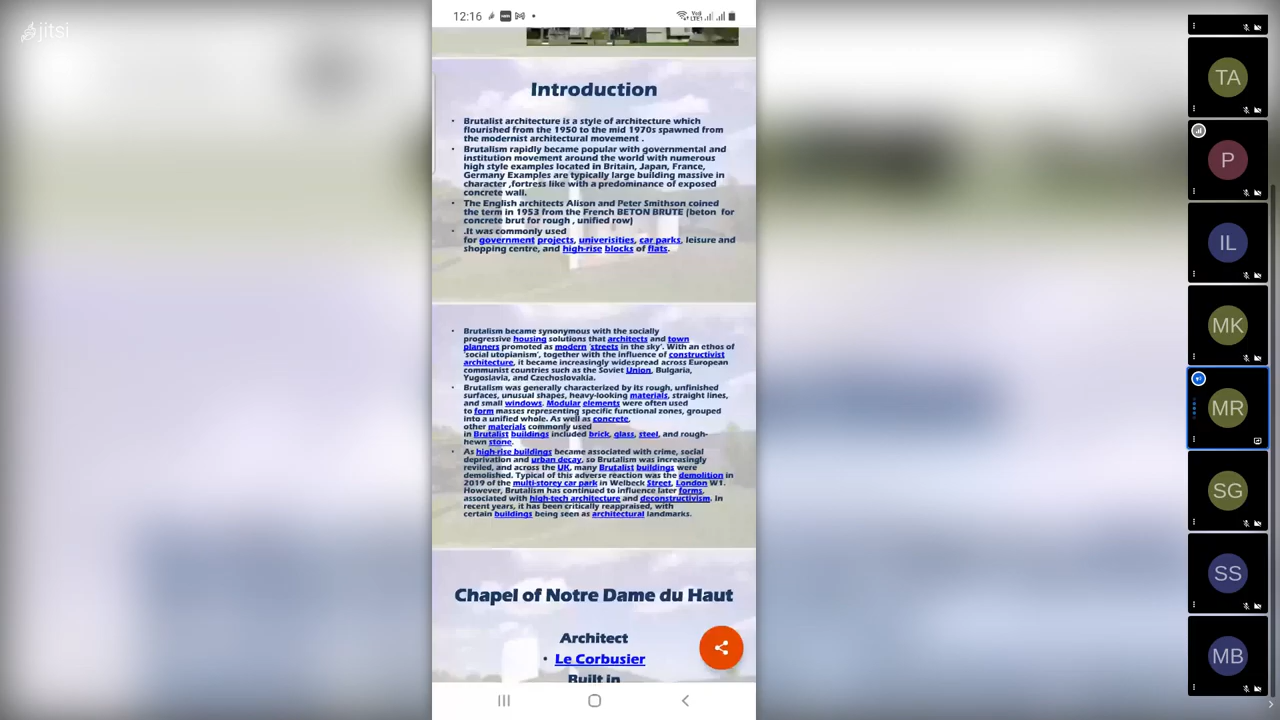 jitsi
12:16
Introduction
• Brutalist architecture is a style of architecture which
flourished from the 1950 to the mid 1970s spawned from
the modernist architectural movement .
• Brutalism rapidly became popular with governmental and
institution movement around the world with numerous
high style examples located in Britain, Japan, France,
Germany Examples are typically large building massive in
character ,fortress like with a predominance of exposed
concrete wall.
• The English architects Alison and Peter Smithson coined
the term in 1953 from the French BETON BRUTE (beton for
concrete brut for rough , unified row)
• .It was commonly used
for government projects, univerisities, car parks, leisure and
shopping centre, and high-rise blocks of flats.
• Brutalism became synonymous with the socially
progressive housing solutions that architects and town
planners promoted as modern 'streets in the sky'. With an ethos of
'social utopianism', together with the influence of constructivist
architecture, it became increasingly widespread across European
communist countries such as the Soviet Union, Bulgaria,
Yugoslavia, and Czechoslovakia.
• Brutalism was generally characterized by its rough, unfinished
surfaces, unusual shapes, heavy-looking materials, straight lines,
and small windows. Modular elements were often used
to form masses representing specific functional zones, grouped
into a unified whole. As well as concrete,
other materials commonly used
in Brutalist buildings included brick, glass, steel, and rough-
hewn stone.
• As high-rise buildings became associated with crime, social
deprivation and urban decay, so Brutalism was increasingly
reviled, and across the UK, many Brutalist buildings were
demolished. Typical of this adverse reaction was the demolition in
2019 of the multi-storey car park in Welbeck Street, London W1.
However, Brutalism has continued to influence later forms,
associated with high-tech architecture and deconstructivism. In
recent years, it has been critically reappraised, with
certain buildings being seen as architectural landmarks.
Chapel of Notre Dame du Haut
Architect
• Le Corbusier
Built in
TA
P
IL
MK
MR
SG
SS
MB